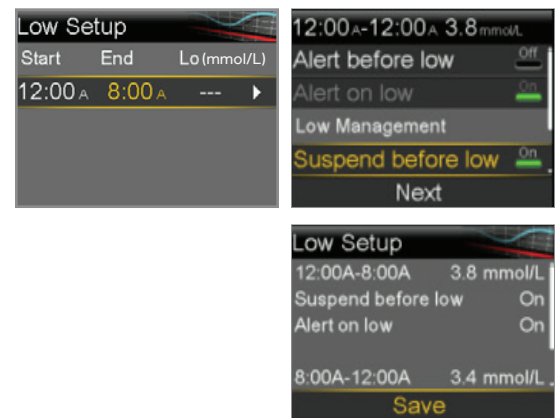 Low Setup
Start End Lo (mmol/L)
12:00 A 8:00 A --- 
12:00 A-12:00 A 3.8 mmol/L
Alert before low Off
Alert on low On
Low Management
Suspend before low On
Next
Low Setup
12:00A-8:00A 3.8 mmol/L
Suspend before low On
Alert on low On
8:00A-12:00A 3.4 mmol/L
Save